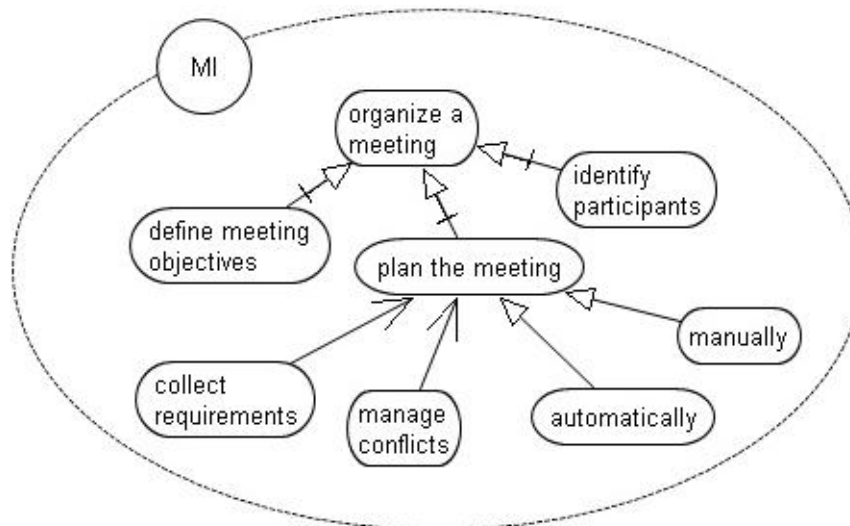 MI
organize a
meeting
identify
participants
define meeting
objectives
plan the meeting
manually
collect
requirements
manage
conflicts
automatically